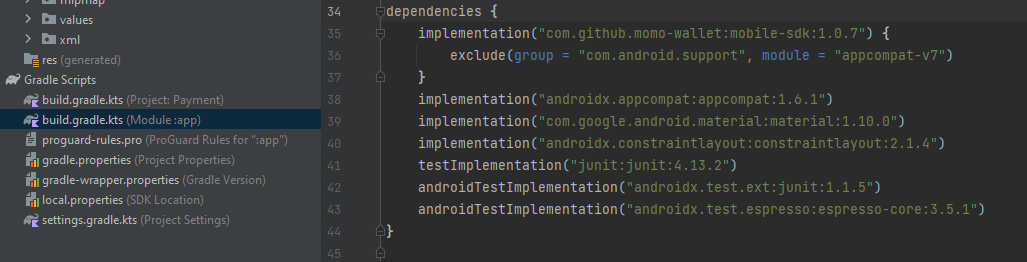 mipmap
values
xml
res (generated)
Gradle Scripts
build.gradle.kts (Project: Payment)
build.gradle.kts (Module :app)
proguard-rules.pro (ProGuard Rules for ":app")
gradle.properties (Project Properties)
gradle-wrapper.properties (Gradle Version)
local.properties (SDK Location)
settings.gradle.kts (Project Settings)
34 dependencies {
35 implementation("com.github.momo-wallet:mobile-sdk:1.0.7") {
36 exclude(group = "com.android.support", module = "appcompat-v7")
37 }
38 implementation("androidx.appcompat:appcompat:1.6.1")
39 implementation("com.google.android.material:material:1.10.0")
40 implementation("androidx.constraintlayout:constraintlayout:2.1.4")
41 testImplementation("junit:junit:4.13.2")
42 androidTestImplementation("androidx.test.ext:junit:1.1.5")
43 androidTestImplementation("androidx.test.espresso:espresso-core:3.5.1")
44 }
45